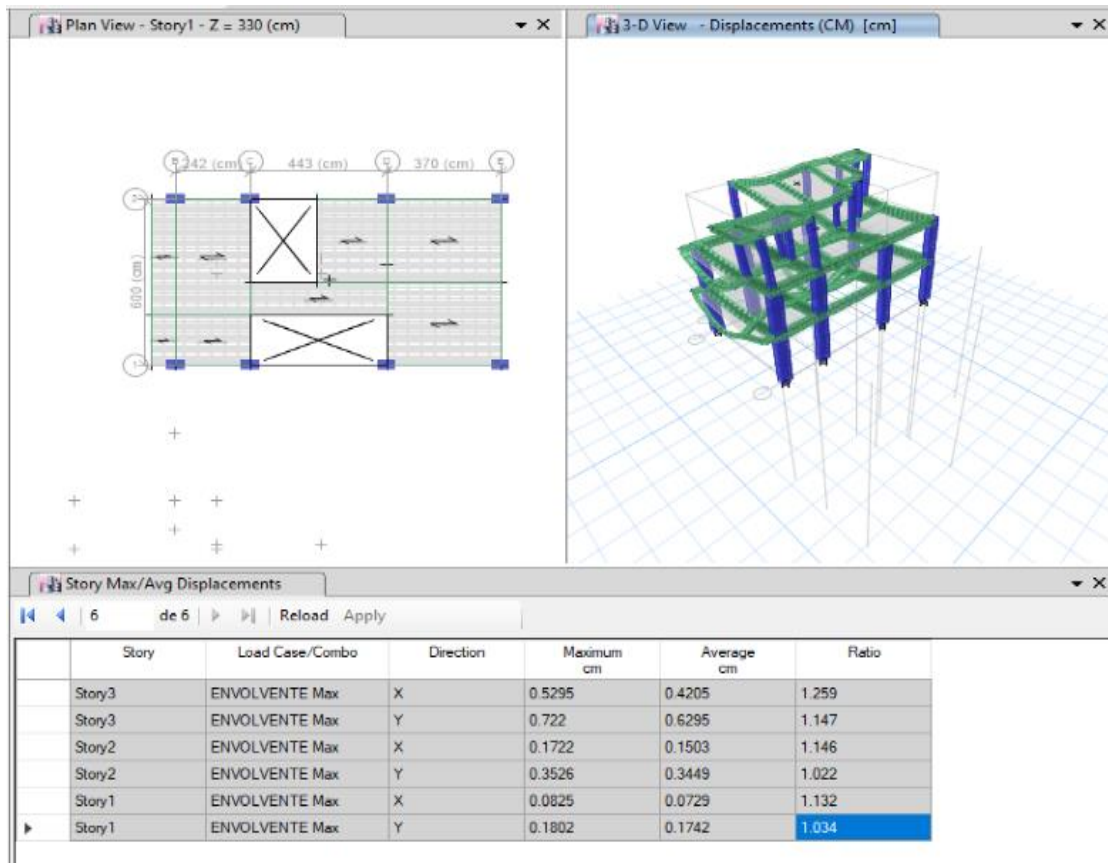 Plan View - Story1 - Z = 330 (cm)
3-D View - Displacements (CM) [cm]
242 (cm) 443 (cm) 370 (cm)
600 (cm)
Story Max/Avg Displacements
6 de 6 Reload Apply
Story Load Case/Combo Direction Maximum cm Average cm Ratio
Story3 ENVOLVENTE Max X 0.5295 0.4205 1.259
Story3 ENVOLVENTE Max Y 0.722 0.6295 1.147
Story2 ENVOLVENTE Max X 0.1722 0.1503 1.146
Story2 ENVOLVENTE Max Y 0.3526 0.3449 1.022
Story1 ENVOLVENTE Max X 0.0825 0.0729 1.132
Story1 ENVOLVENTE Max Y 0.1802 0.1742 1.034